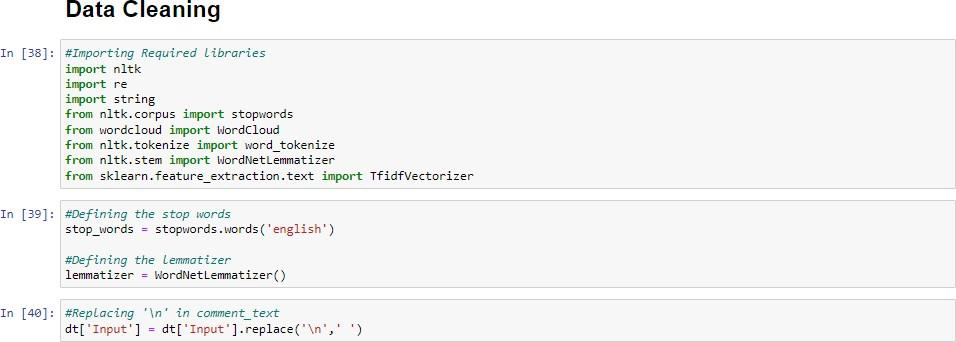 Data Cleaning
In [38]: #Importing Required libraries
import nltk
import re
import string
from nltk.corpus import stopwords
from wordcloud import WordCloud
from nltk.tokenize import word_tokenize
from nltk.stem import WordNetLemmatizer
from sklearn.feature_extraction.text import TfidfVectorizer
In [39]: #Defining the stop words
stop_words = stopwords.words('english')
#Defining the lemmatizer
lemmatizer = WordNetLemmatizer()
In [40]: #Replacing '\n' in comment_text
dt['Input'] = dt['Input'].replace('\n',' ')